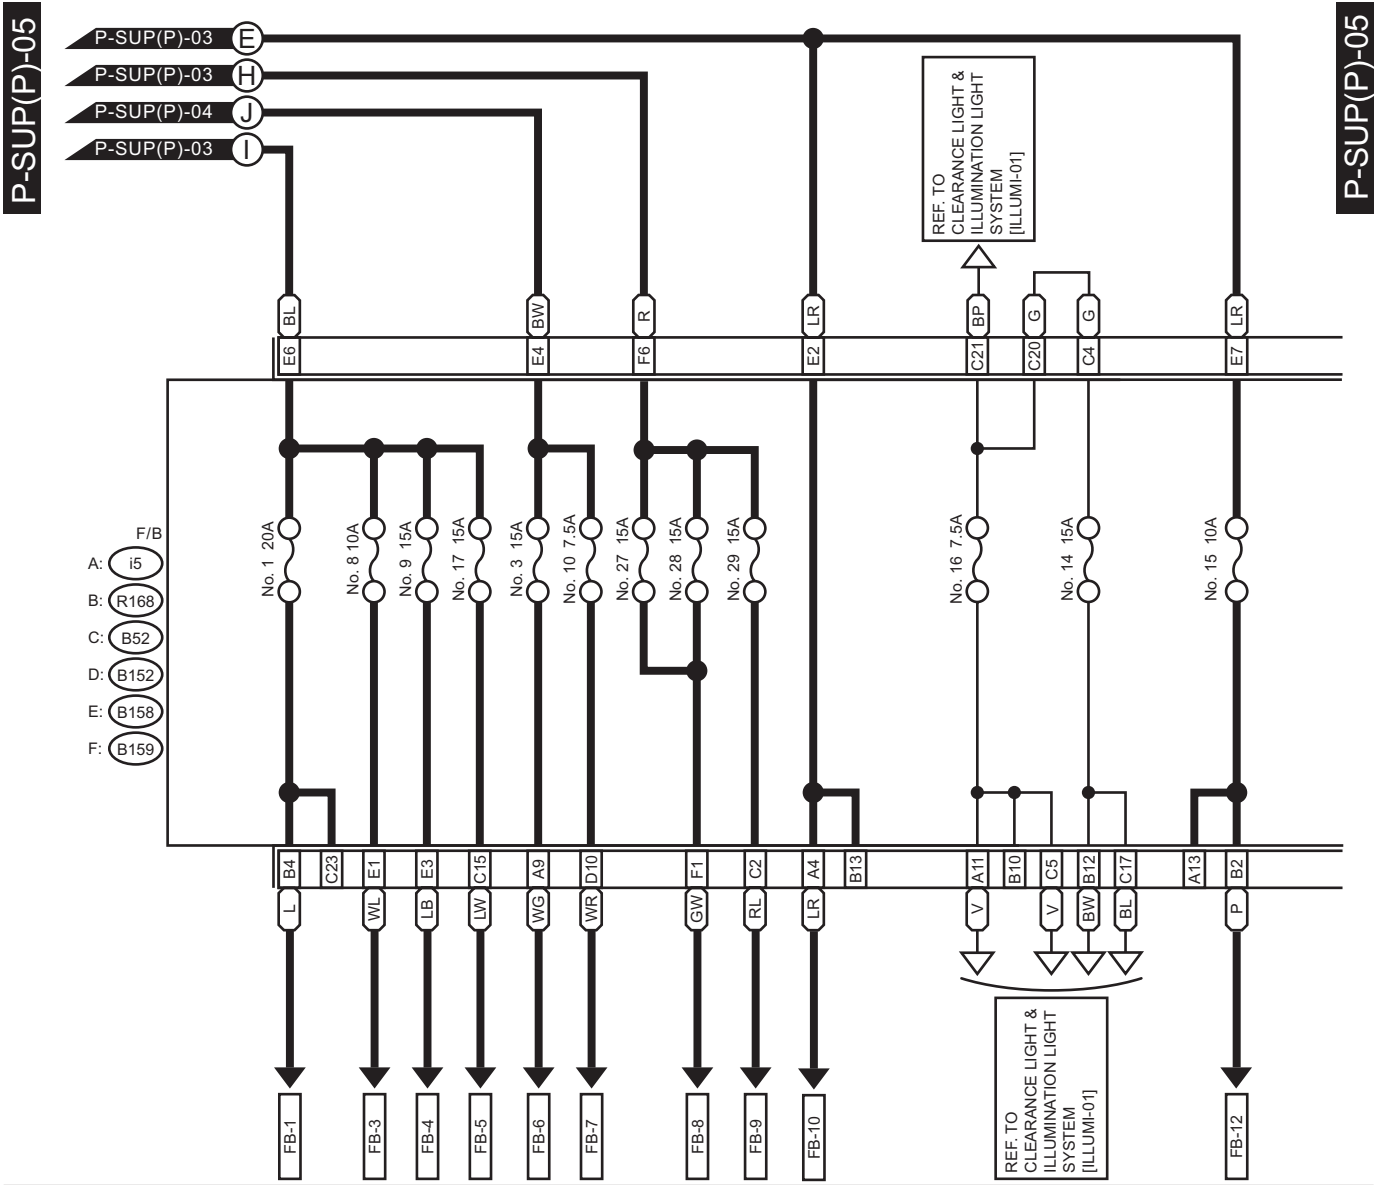 P-SUP(P)-05
P-SUP(P)-05
P-SUP(P)-03 E
P-SUP(P)-03 H
P-SUP(P)-04 J
P-SUP(P)-03 I
REF. TO
CLEARANCE LIGHT &
ILLUMINATION LIGHT
SYSTEM
[ILLUMI-01]
BL
BW
R
LR
BP
G
G
LR
E6
E4
F6
E2
C21
C20
C4
E7
F/B
A: i5
B: R168
C: B52
D: B152
E: B158
F: B159
No. 1 20A
No. 8 10A
No. 9 15A
No. 17 15A
No. 3 15A
No. 10 7.5A
No. 27 15A
No. 28 15A
No. 29 15A
No. 16 7.5A
No. 14 15A
No. 15 10A
B4
C23
E1
E3
C15
A9
D10
F1
C2
A4
B13
A11
B10
C5
B12
C17
A13
B2
L
WL
LB
LW
WG
WR
GW
RL
LR
V
V
BW
BL
P
REF. TO
CLEARANCE LIGHT &
ILLUMINATION LIGHT
SYSTEM
[ILLUMI-01]
FB-1
FB-3
FB-4
FB-5
FB-6
FB-7
FB-8
FB-9
FB-10
FB-12